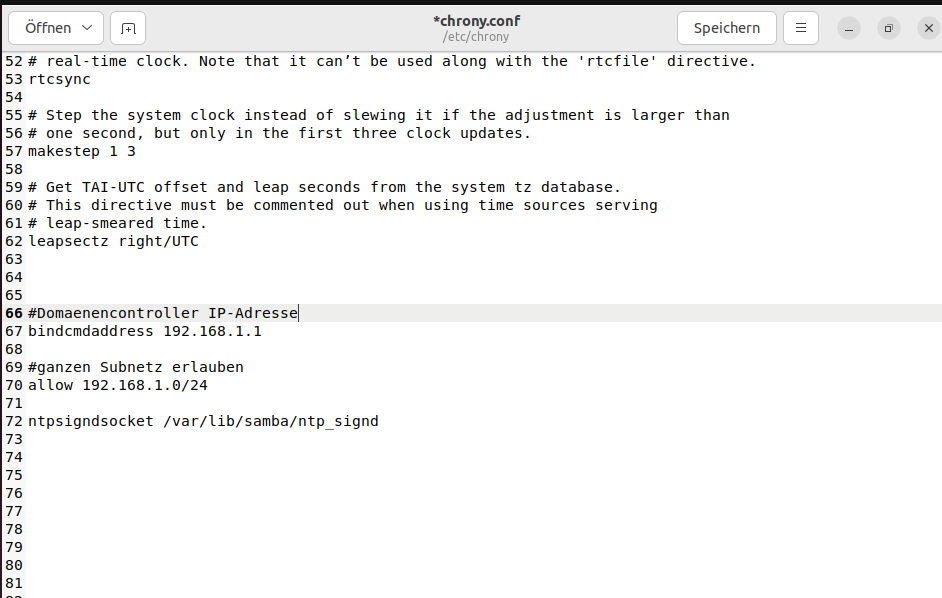 Öffnen
*chrony.conf
/etc/chrony
Speichern
52 # real-time clock. Note that it can’t be used along with the 'rtcfile' directive.
53 rtcsync
54
55 # Step the system clock instead of slewing it if the adjustment is larger than
56 # one second, but only in the first three clock updates.
57 makestep 1 3
58
59 # Get TAI-UTC offset and leap seconds from the system tz database.
60 # This directive must be commented out when using time sources serving
61 # leap-smeared time.
62 leapsectz right/UTC
63
64
65
66 #Domaenencontroller IP-Adresse
67 bindcmdaddress 192.168.1.1
68
69 #ganzen Subnetz erlauben
70 allow 192.168.1.0/24
71
72 ntpsigndsocket /var/lib/samba/ntp_signd
73
74
75
76
77
78
79
80
81